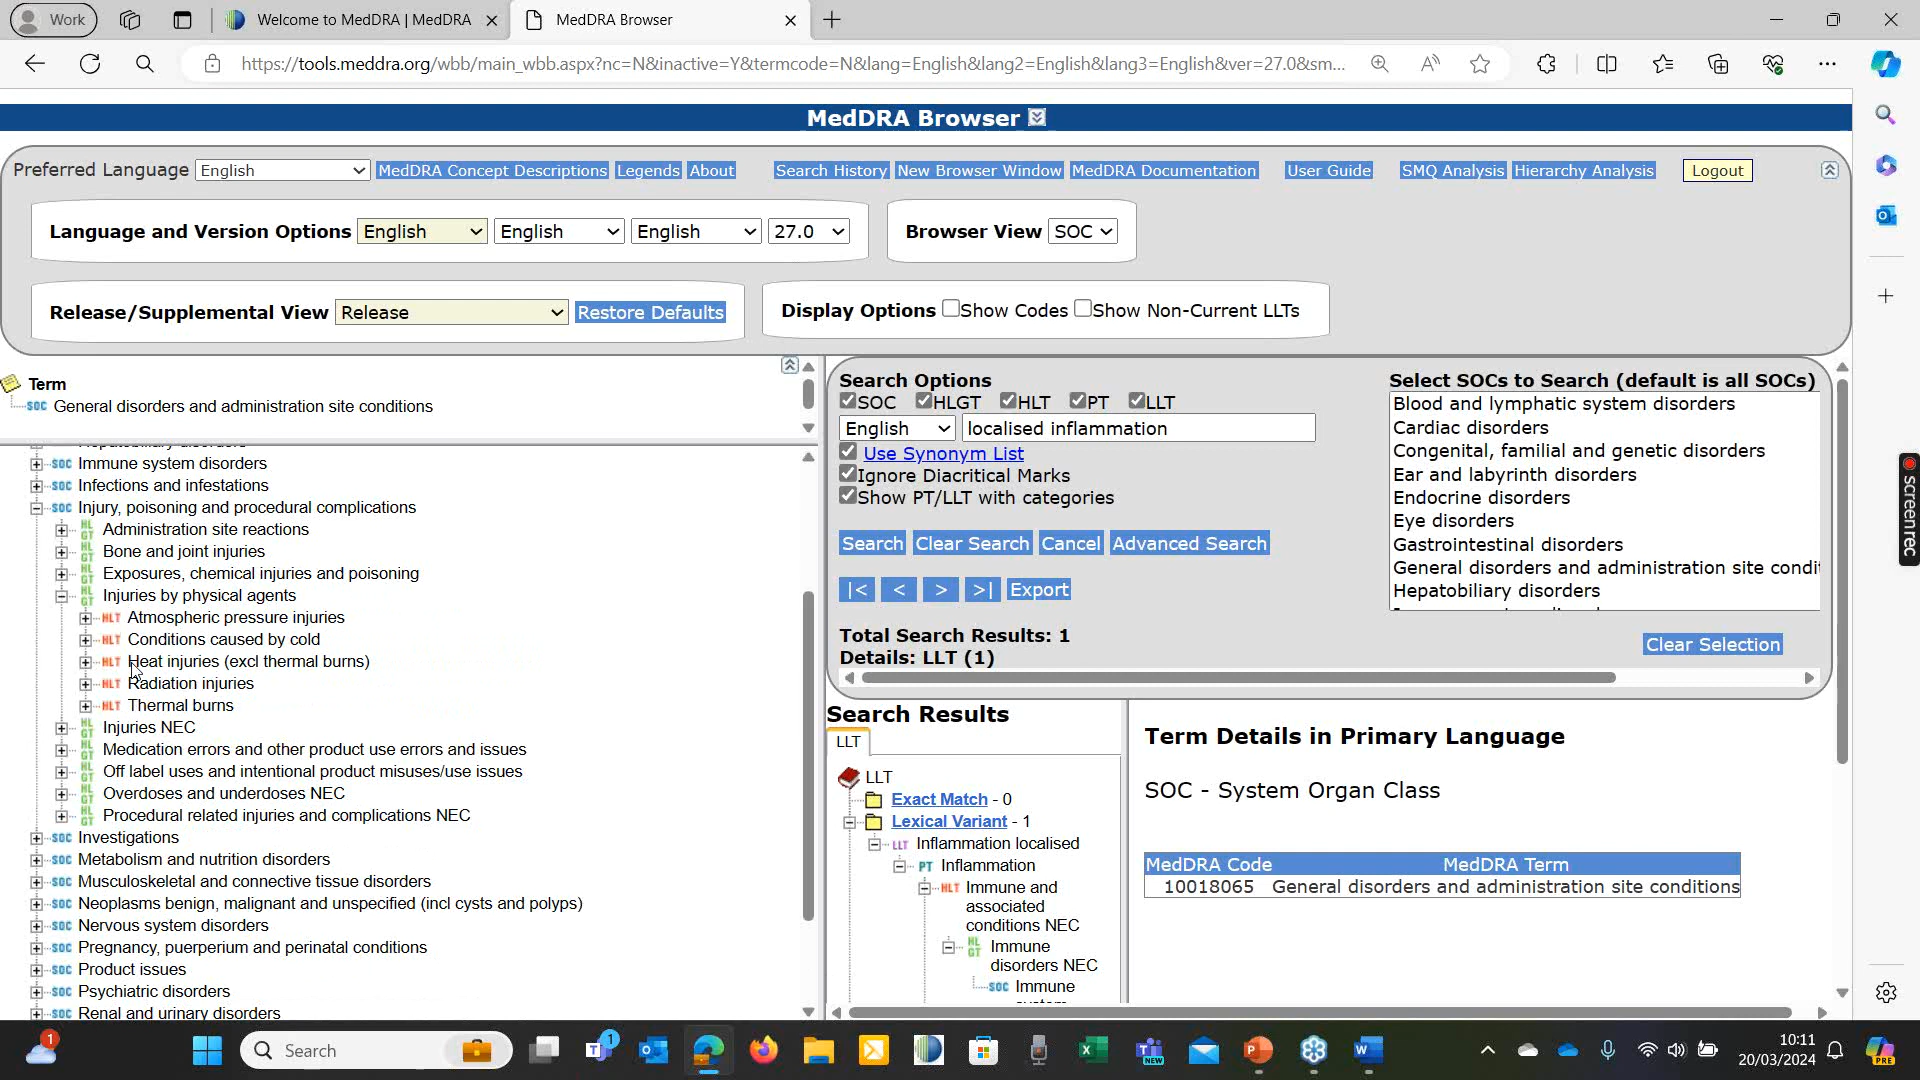 Work
Welcome to MedDRA | MedDRA
MedDRA Browser
https://tools.meddra.org/wbb/main_wbb.aspx?nc=N&inactive=Y&termcode=N&lang=English&lang2=English&lang3=English&ver=27.0&sm...
MedDRA Browser
Preferred Language English MedDRA Concept Descriptions Legends About Search History New Browser Window MedDRA Documentation User Guide SMQ Analysis Hierarchy Analysis Logout
Language and Version Options English English English 27.0 Browser View SOC
Release/Supplemental View Release Restore Defaults Display Options Show Codes Show Non-Current LLTs
Term
SOC General disorders and administration site conditions
SOC Immune system disorders
SOC Infections and infestations
SOC Injury, poisoning and procedural complications
HLGT Administration site reactions
HLGT Bone and joint injuries
HLGT Exposures, chemical injuries and poisoning
HLGT Injuries by physical agents
HLT Atmospheric pressure injuries
HLT Conditions caused by cold
HLT Heat injuries (excl thermal burns)
HLT Radiation injuries
HLT Thermal burns
HLGT Injuries NEC
HLGT Medication errors and other product use errors and issues
HLGT Off label uses and intentional product misuses/use issues
HLGT Overdoses and underdoses NEC
HLGT Procedural related injuries and complications NEC
SOC Investigations
SOC Metabolism and nutrition disorders
SOC Musculoskeletal and connective tissue disorders
SOC Neoplasms benign, malignant and unspecified (incl cysts and polyps)
SOC Nervous system disorders
SOC Pregnancy, puerperium and perinatal conditions
SOC Product issues
SOC Psychiatric disorders
SOC Renal and urinary disorders
Search Options
SOC HLGT HLT PT LLT
English localised inflammation
Use Synonym List
Ignore Diacritical Marks
Show PT/LLT with categories
Search Clear Search Cancel Advanced Search
|< < > >| Export
Total Search Results: 1
Details: LLT (1)
Select SOCs to Search (default is all SOCs)
Blood and lymphatic system disorders
Cardiac disorders
Congenital, familial and genetic disorders
Ear and labyrinth disorders
Endocrine disorders
Eye disorders
Gastrointestinal disorders
General disorders and administration site condit
Hepatobiliary disorders
Clear Selection
Search Results
LLT
LLT
Exact Match - 0
Lexical Variant - 1
LLT Inflammation localised
PT Inflammation
HLT Immune and
associated
conditions NEC
HLGT Immune
disorders NEC
SOC Immune
Term Details in Primary Language
SOC - System Organ Class
MedDRA Code MedDRA Term
10018065 General disorders and administration site conditions
screenrec
1
Search
1
NEW
10:11
20/03/2024
PRE